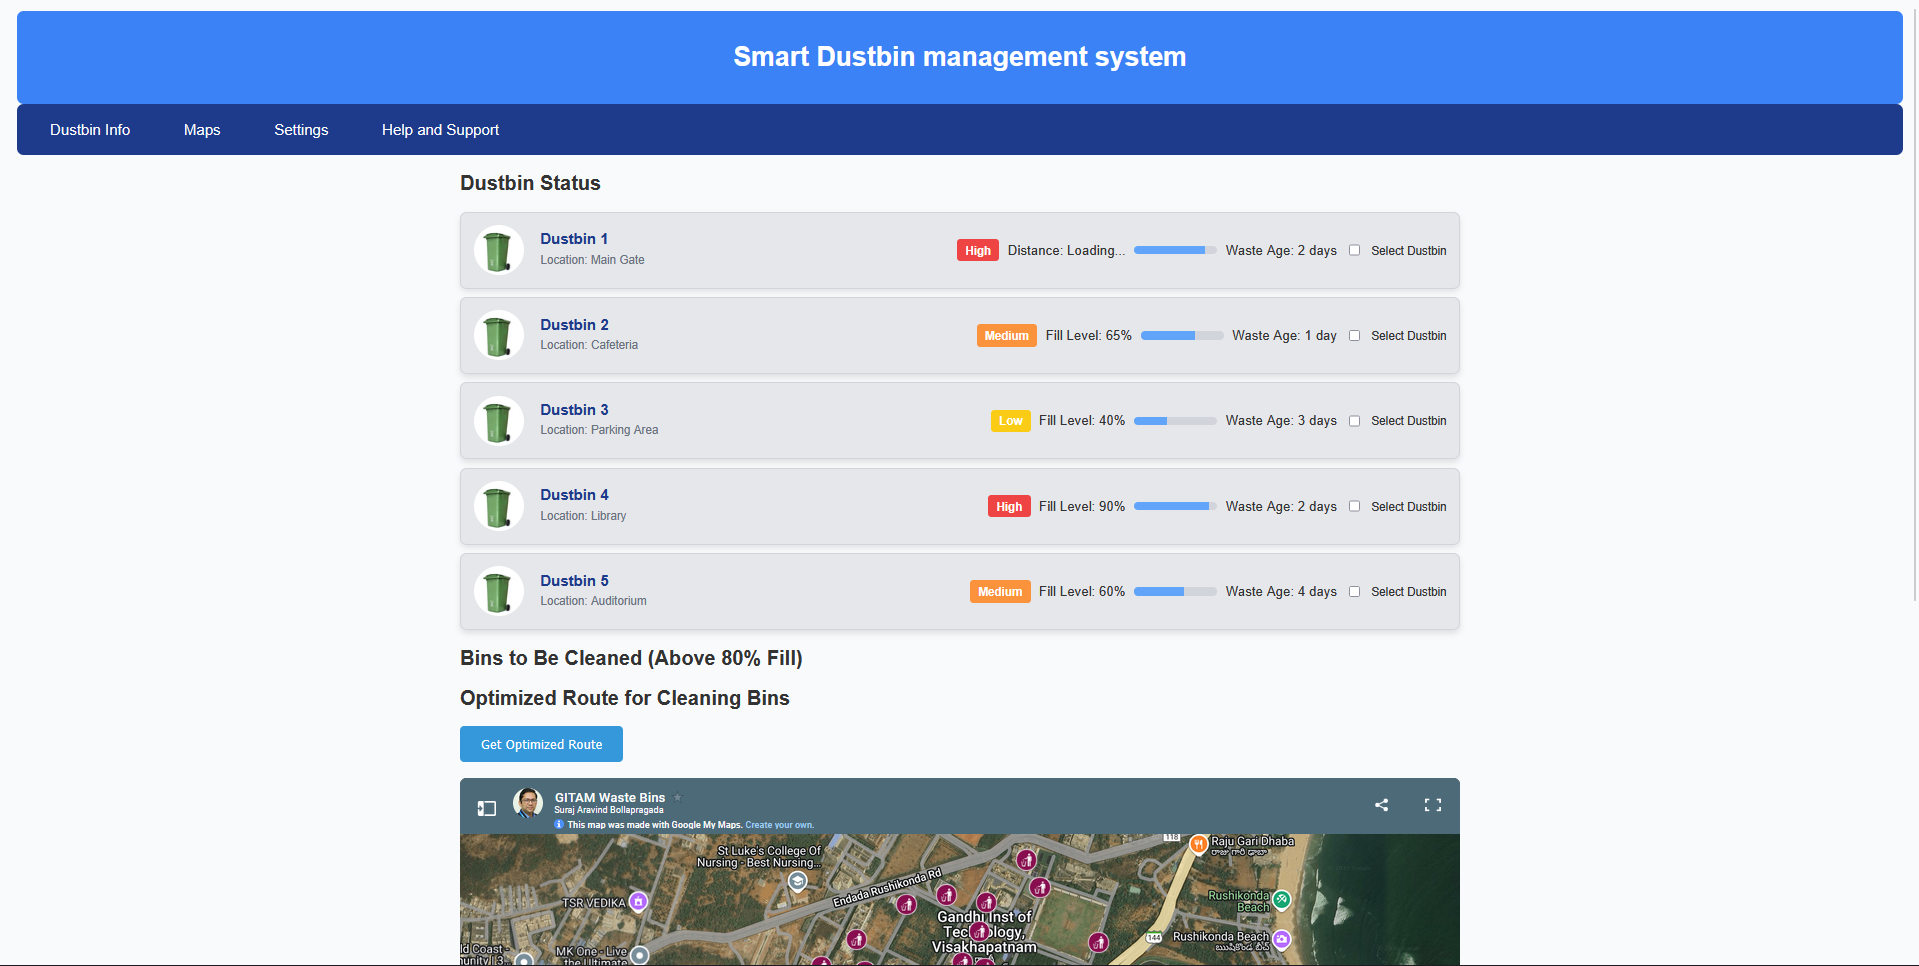 Smart Dustbin management system
Dustbin Info Maps Settings Help and Support
Dustbin Status
Dustbin 1
Location: Main Gate
High Distance: Loading... Waste Age: 2 days Select Dustbin
Dustbin 2
Location: Cafeteria
Medium Fill Level: 65% Waste Age: 1 day Select Dustbin
Dustbin 3
Location: Parking Area
Low Fill Level: 40% Waste Age: 3 days Select Dustbin
Dustbin 4
Location: Library
High Fill Level: 90% Waste Age: 2 days Select Dustbin
Dustbin 5
Location: Auditorium
Medium Fill Level: 60% Waste Age: 4 days Select Dustbin
Bins to Be Cleaned (Above 80% Fill)
Optimized Route for Cleaning Bins
Get Optimized Route
GITAM Waste Bins
Suraj Aravind Bollapragada
This map was made with Google My Maps. Create your own.
St Luke's College Of
Nursing - Best Nursing...
Raju Gari Dhaba
రాజు గారి ఢాబా
Endada Rushikonda Rd
TSR VEDIKA
Rushikonda
Beach
Gandhi Inst of
Visakhapatnam
144
Rushikonda Beach
ఋషికొండ బీచ్
ld Coast -
MK One - Live
the Ultimate